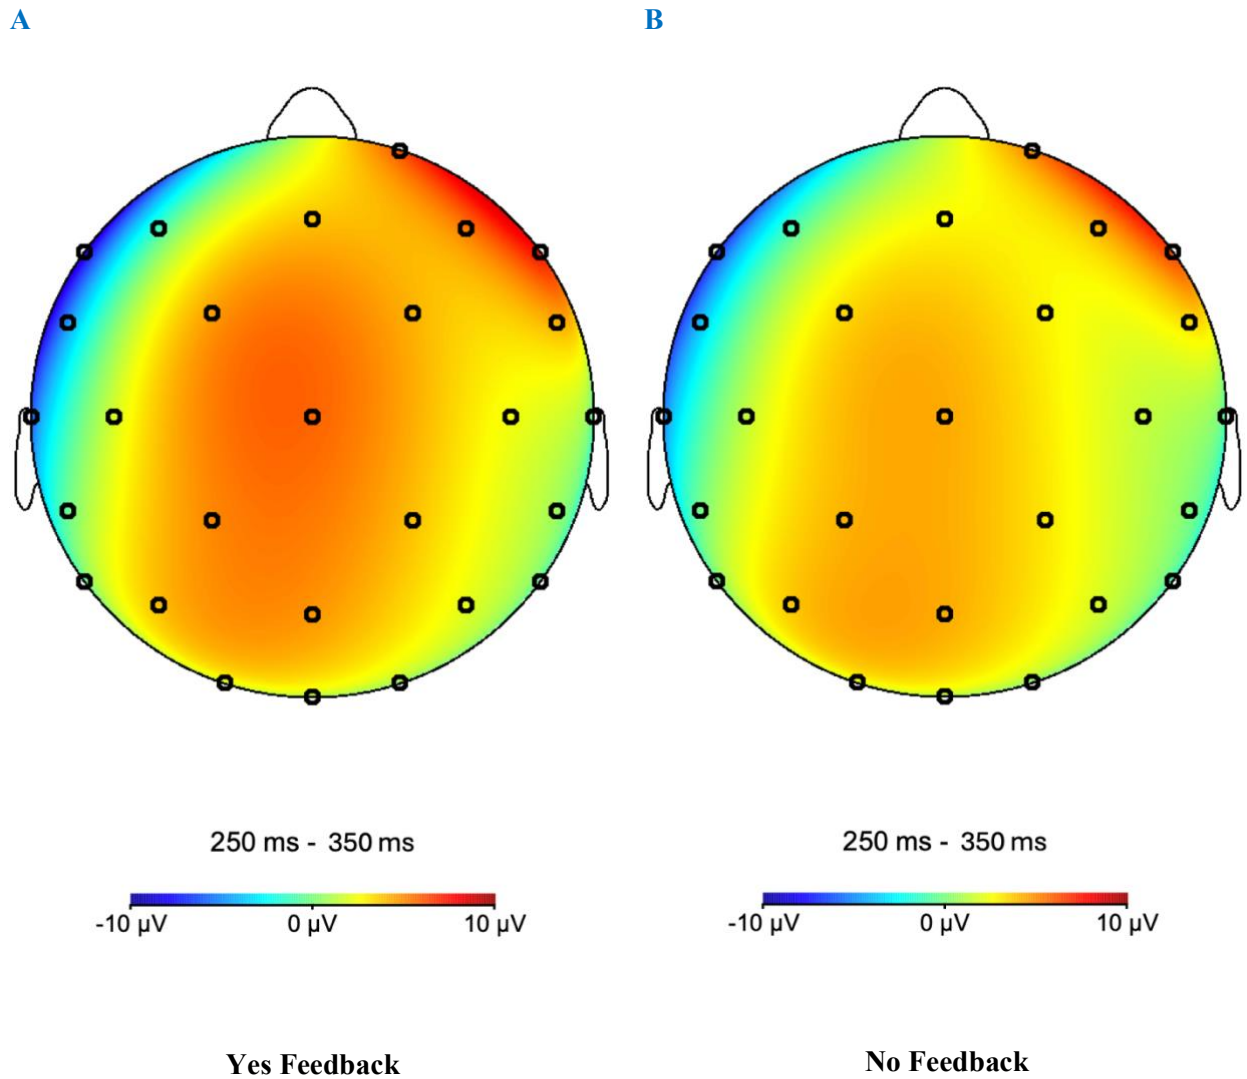 A
B
250 ms - 350 ms
250 ms - 350 ms
-10 µV 0 µV 10 µV
-10 µV 0 µV 10 µV
Yes Feedback
No Feedback